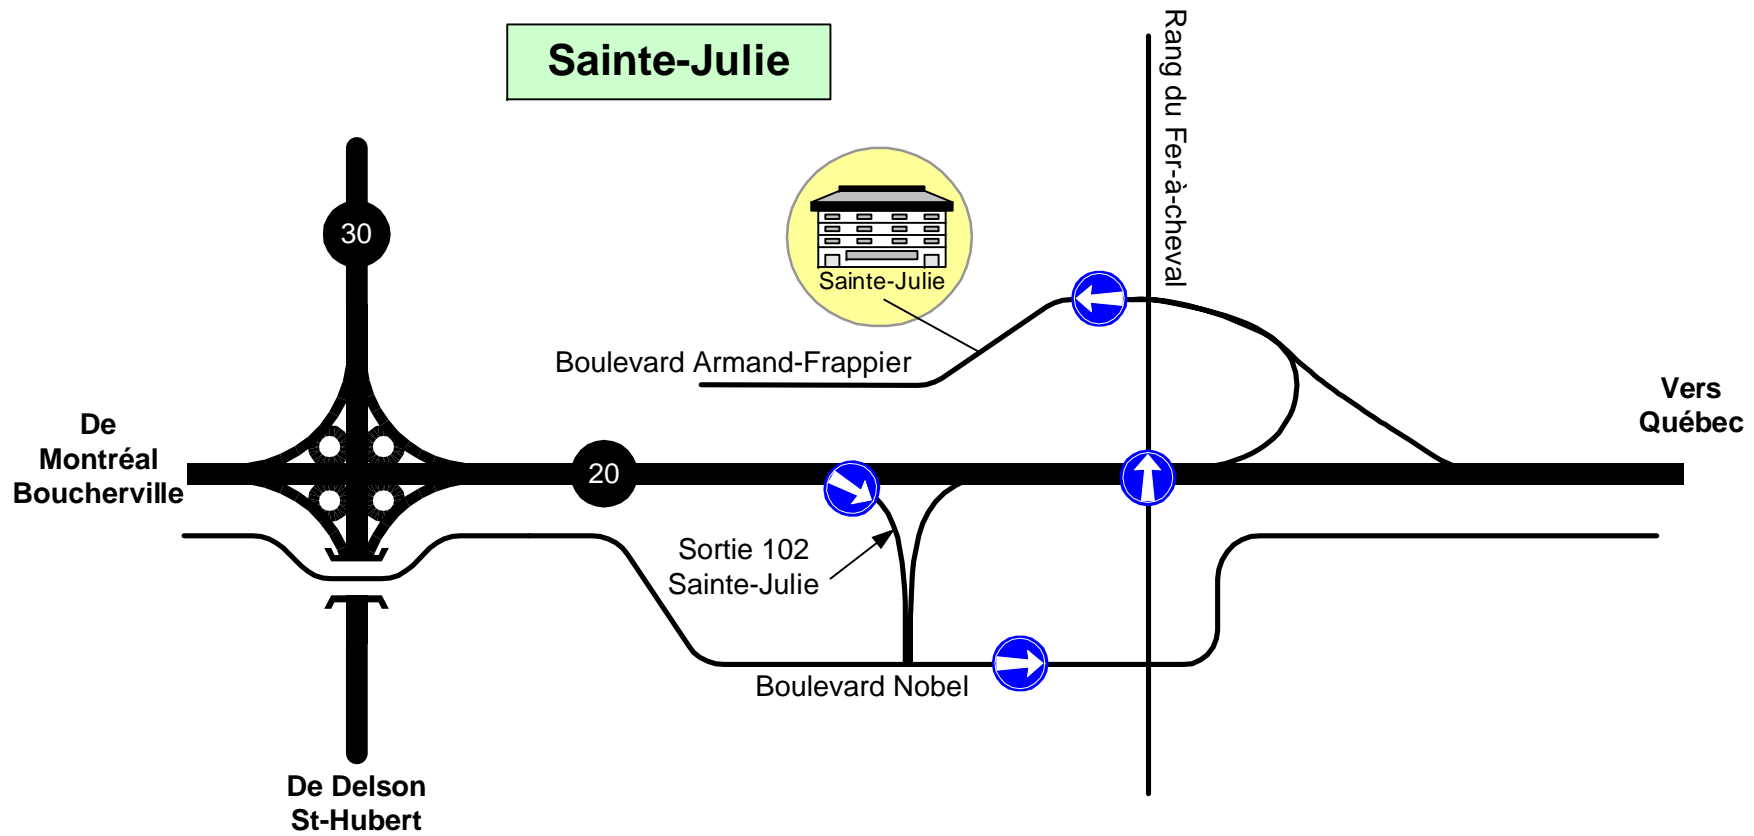 Sainte-Julie
Rang du Fer-à-cheval
30
Sainte-Julie
Boulevard Armand-Frappier
De
Montréal
Boucherville
20
Vers
Québec
Sortie 102
Sainte-Julie
Boulevard Nobel
De Delson
St-Hubert